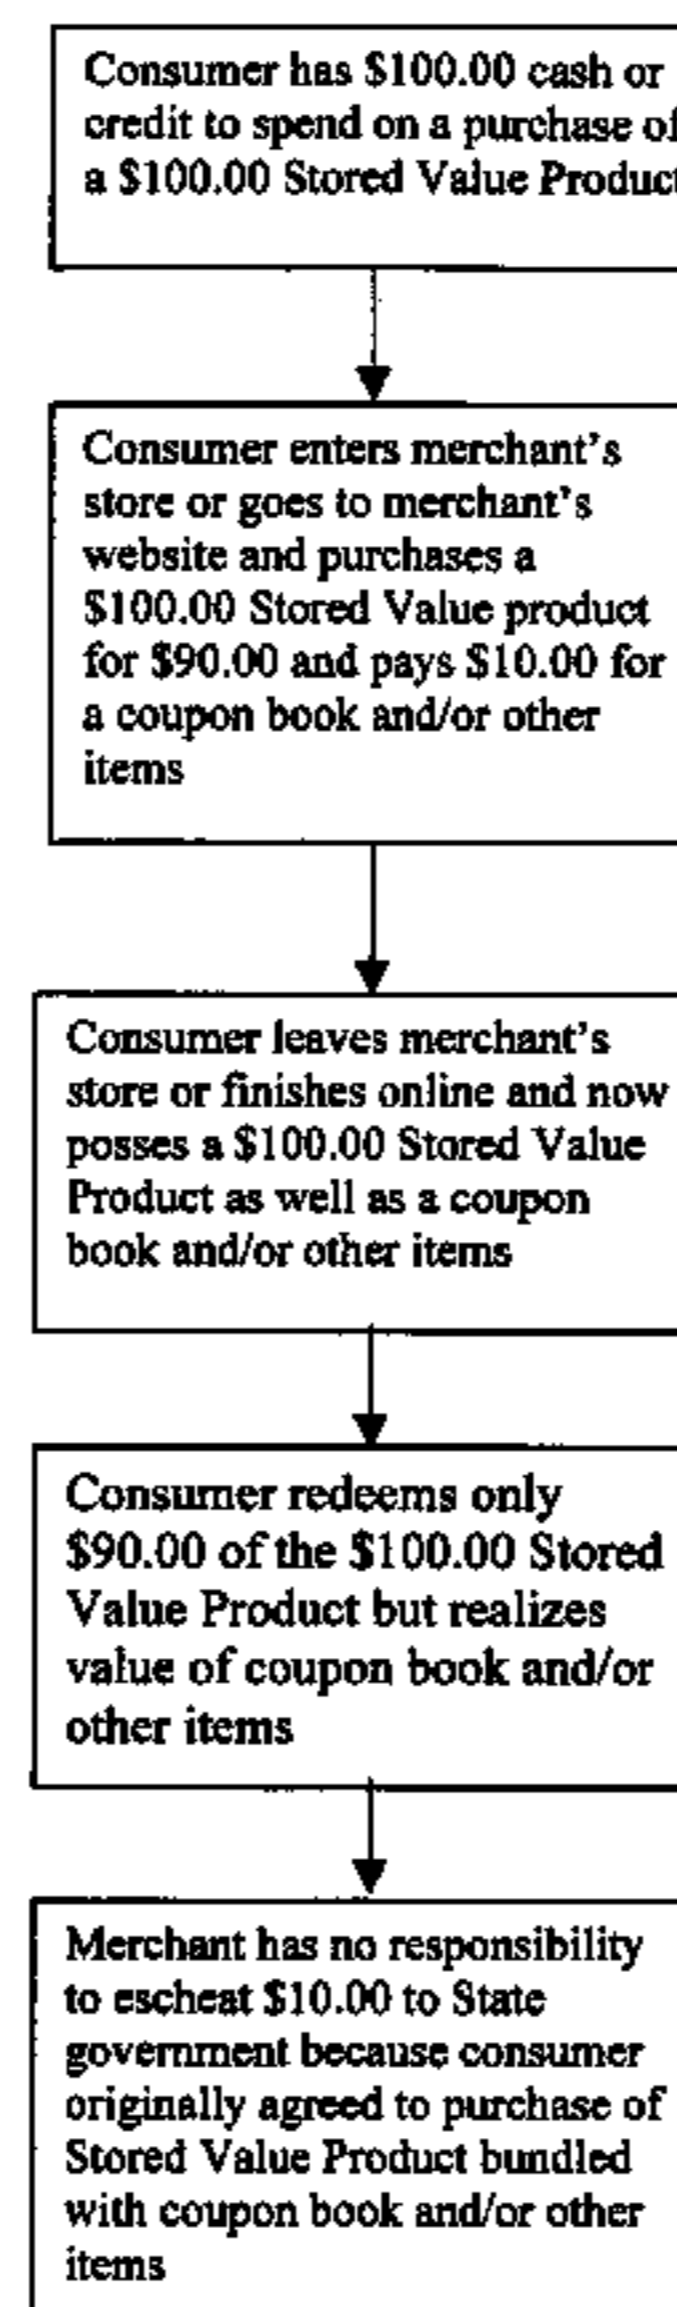 Consumer has $100.00 cash or
credit to spend on a purchase of
a $100.00 Stored Value Product
Consumer enters merchant's
store or goes to merchant's
website and purchases a
$100.00 Stored Value product
for $90.00 and pays $10.00 for
a coupon book and/or other
items
Consumer leaves merchant's
store or finishes online and now
posses a $100.00 Stored Value
Product as well as a coupon
book and/or other items
Consumer redeems only
$90.00 of the $100.00 Stored
Value Product but realizes
value of coupon book and/or
other items
Merchant has no responsibility
to escheat $10.00 to State
government because consumer
originally agreed to purchase of
Stored Value Product bundled
with coupon book and/or other
items